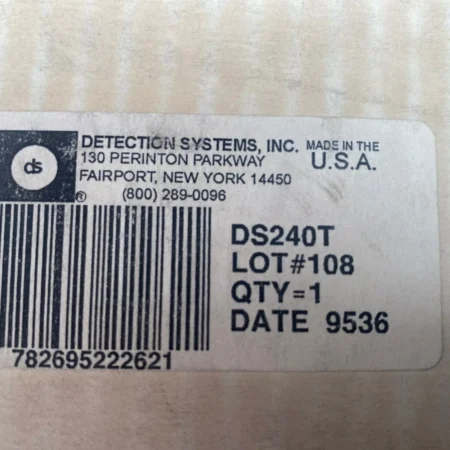 DETECTION SYSTEMS, INC. MADE IN THE
130 PERINTON PARKWAY U.S.A.
FAIRPORT, NEW YORK 14450
(800) 289-0096
ds
®
DS240T
LOT#108
QTY=1
DATE 9536
782695222621